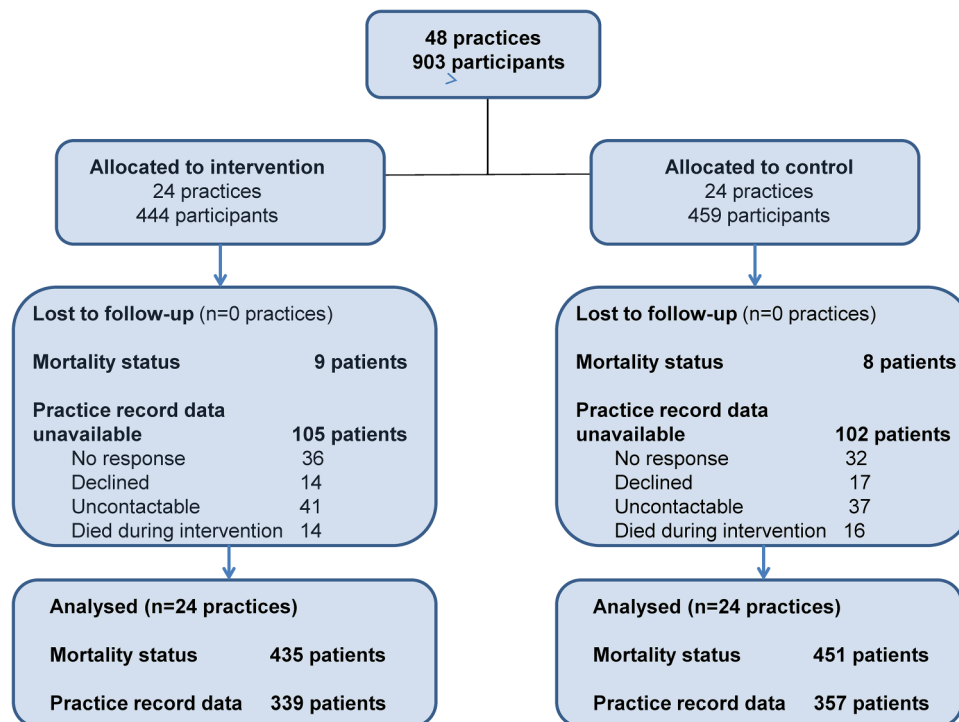 48 practices
903 participants
Allocated to intervention
24 practices
444 participants
Allocated to control
24 practices
459 participants
Lost to follow-up (n=0 practices)
Mortality status 9 patients
Practice record data
unavailable 105 patients
No response 36
Declined 14
Uncontactable 41
Died during intervention 14
Lost to follow-up (n=0 practices)
Mortality status 8 patients
Practice record data
unavailable 102 patients
No response 32
Declined 17
Uncontactable 37
Died during intervention 16
Analysed (n=24 practices)
Mortality status 435 patients
Practice record data 339 patients
Analysed (n=24 practices)
Mortality status 451 patients
Practice record data 357 patients